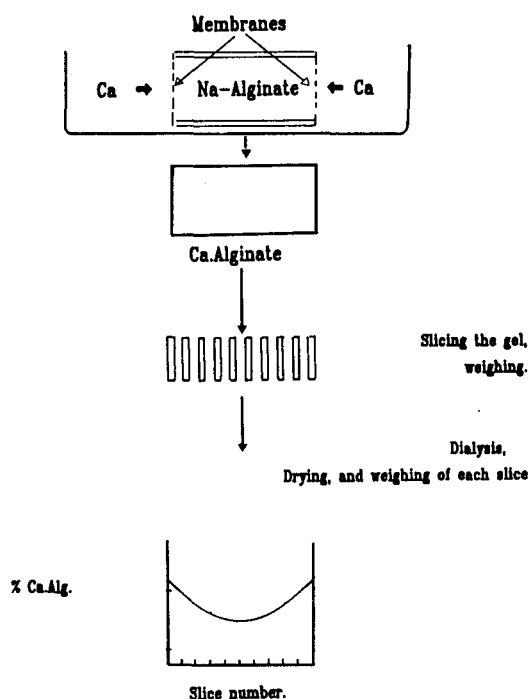 Membranes
Ca → Na-Alginate ← Ca
Ca.Alginate
Slicing the gel,
weighing.
Dialysis,
Drying, and weighing of each slice
% Ca.Alg.
Slice number.